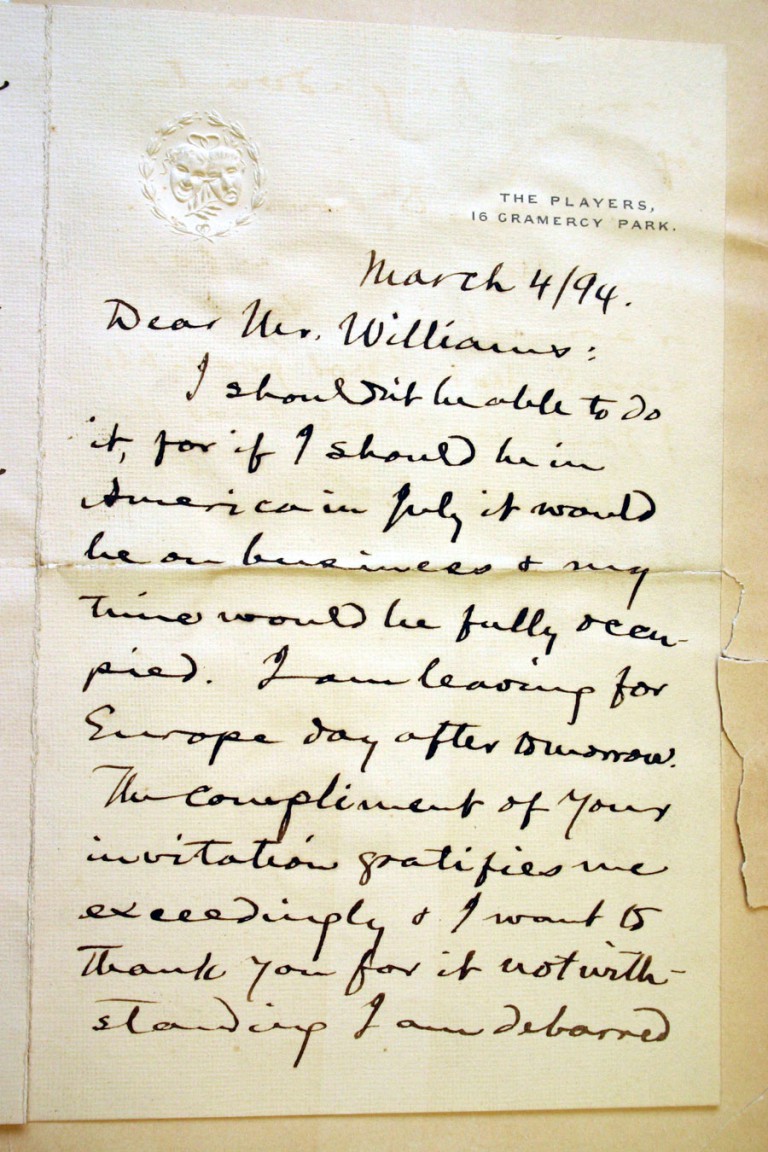 THE PLAYERS,
16 GRAMERCY PARK.
March 4/94.
Dear Mr. Williams:
I shouldn't be able to do
it, for if I should be in
America in July it would
be on business & my
time would be fully occu-
pied. I am leaving for
Europe day after tomorrow.
The compliment of your
invitation gratifies me
exceedingly & I want to
thank you for it notwith-
standing I am debarred